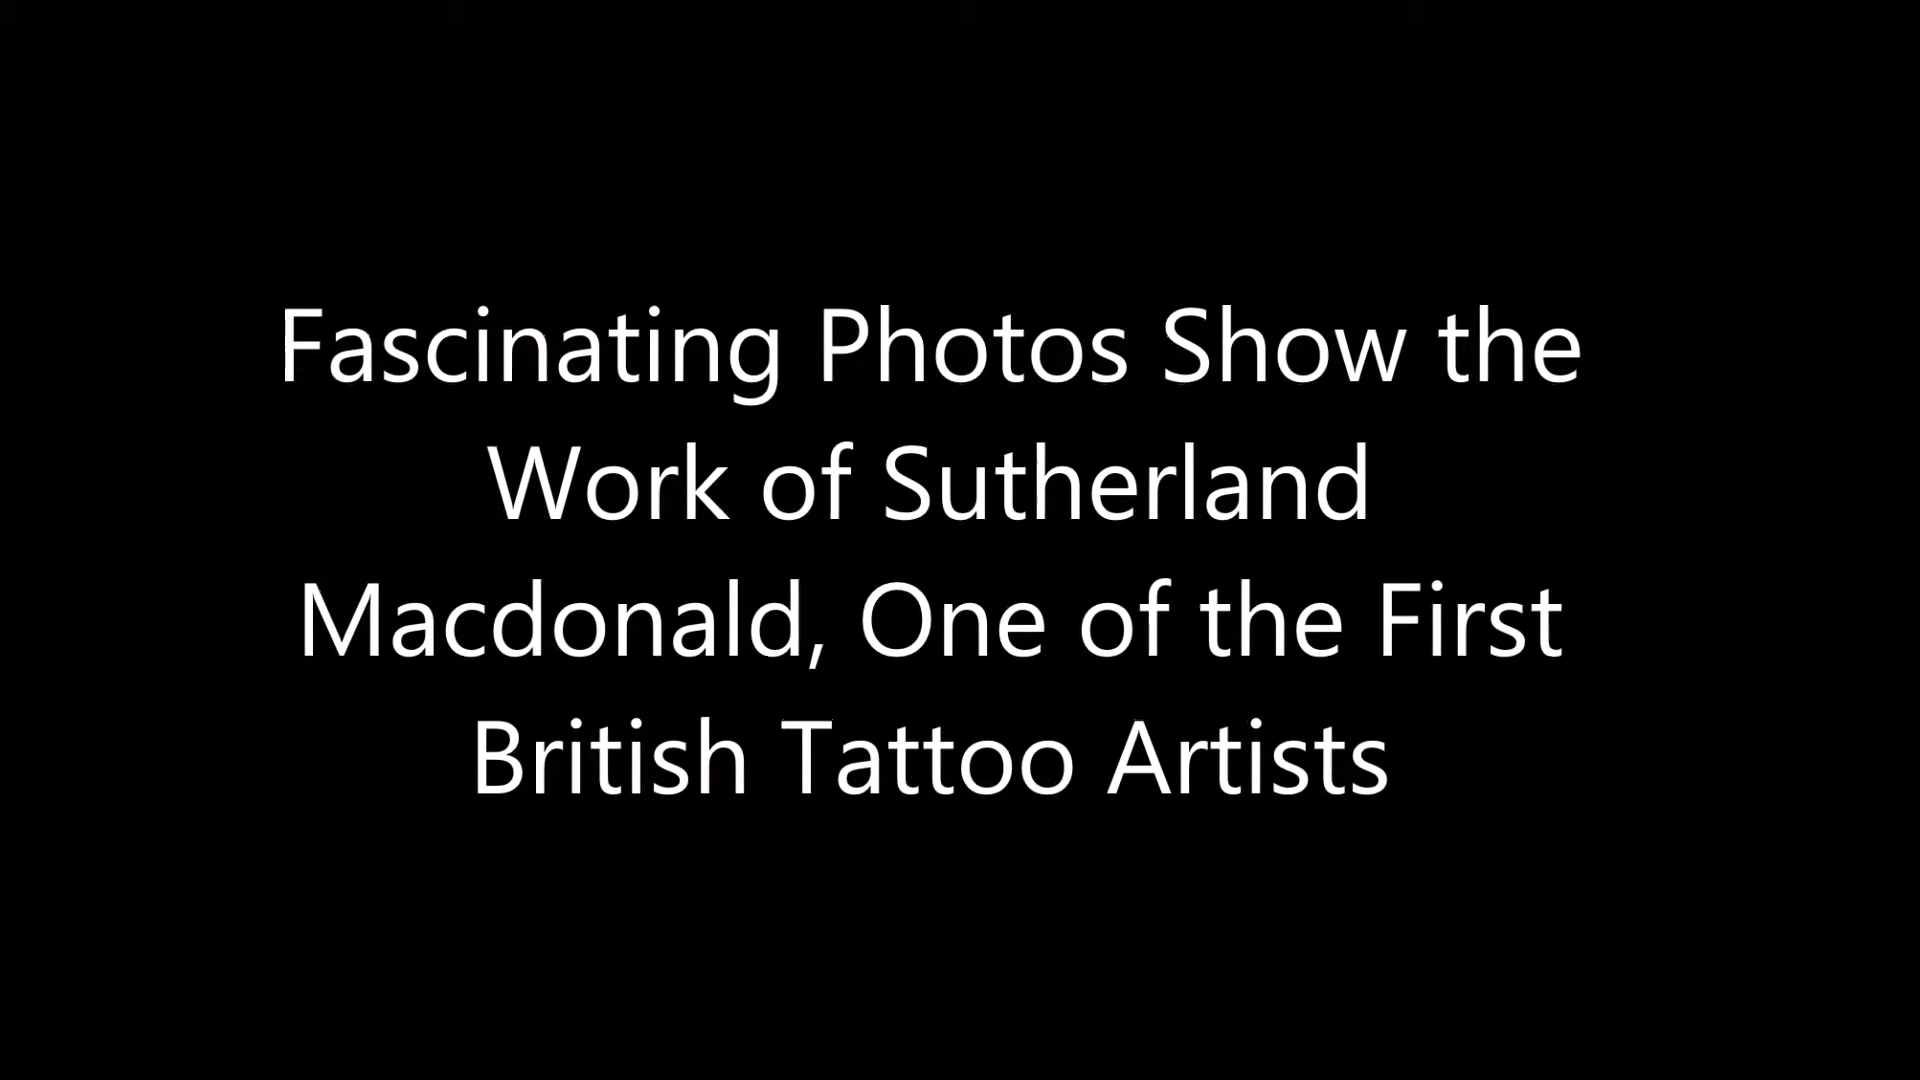 Fascinating Photos Show the
Work of Sutherland
Macdonald, One of the First
British Tattoo Artists